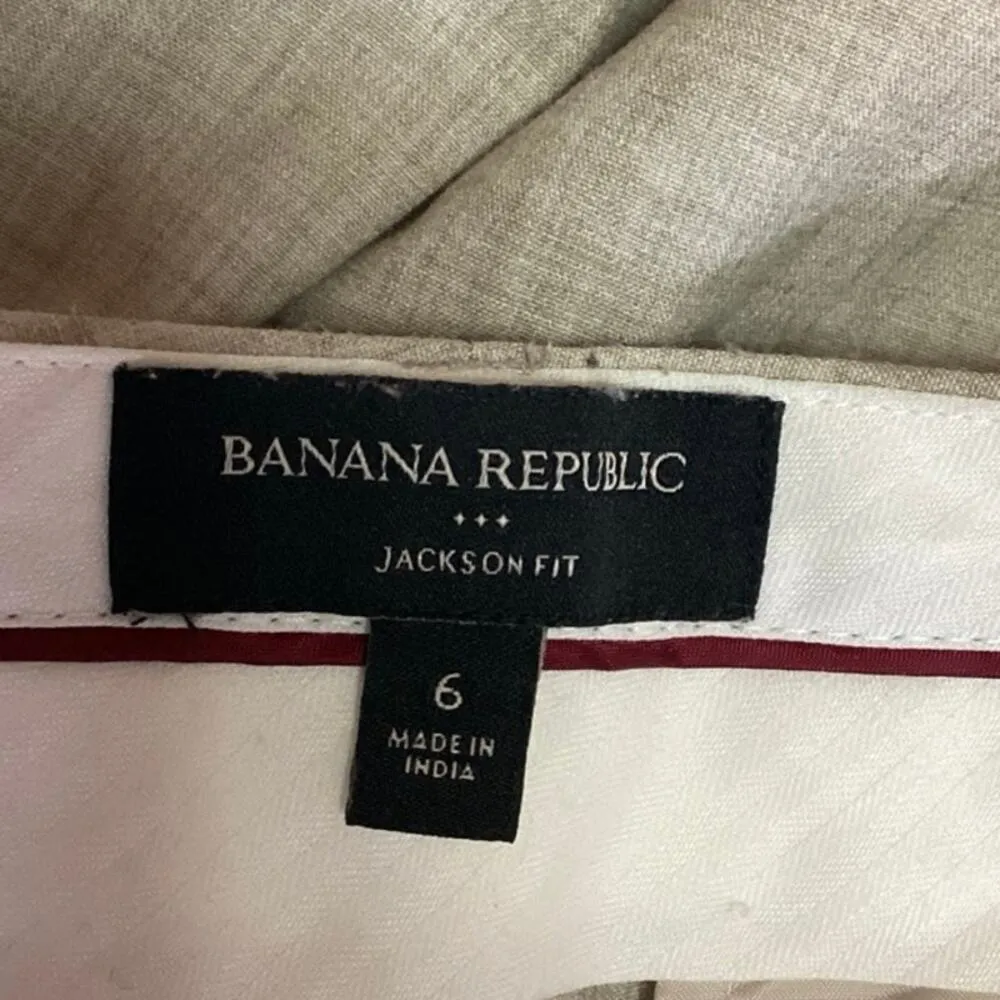 BANANA REPUBLIC
JACKSON FIT
6
MADE IN
INDIA